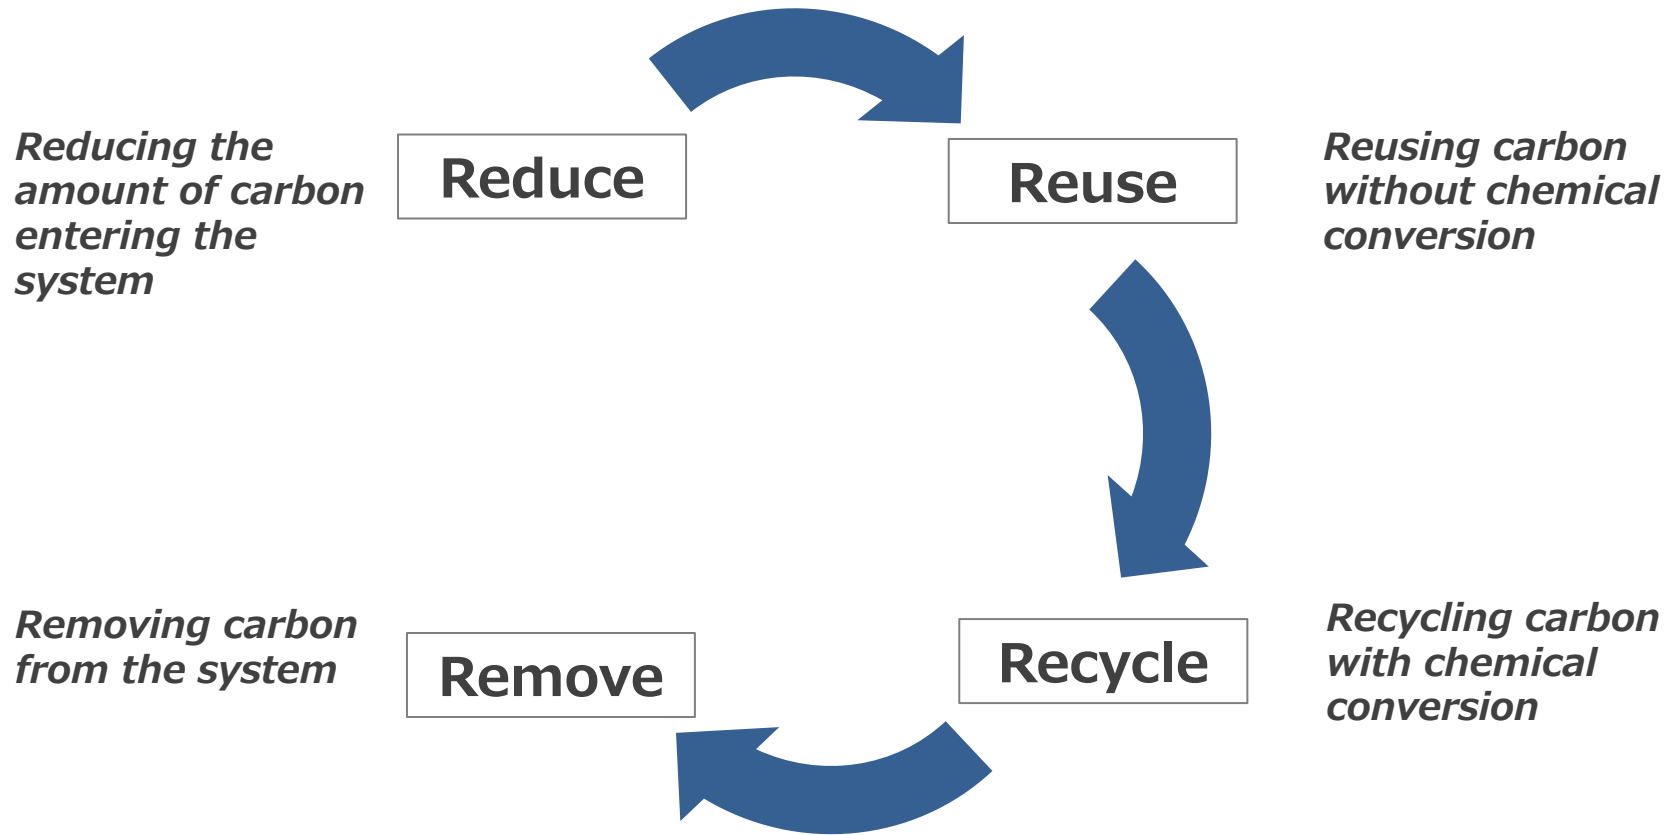 Reducing the
amount of carbon
entering the
system
Reduce
Reuse
Reusing carbon
without chemical
conversion
Removing carbon
from the system
Remove
Recycle
Recycling carbon
with chemical
conversion